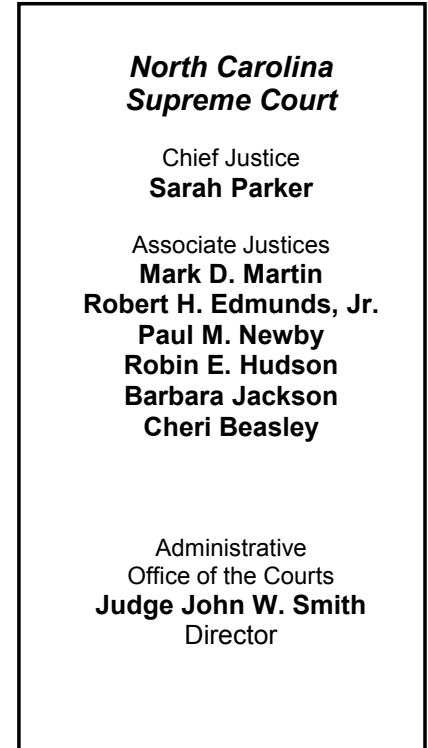 North Carolina
Supreme Court
Chief Justice
Sarah Parker
Associate Justices
Mark D. Martin
Robert H. Edmunds, Jr.
Paul M. Newby
Robin E. Hudson
Barbara Jackson
Cheri Beasley
Administrative
Office of the Courts
Judge John W. Smith
Director